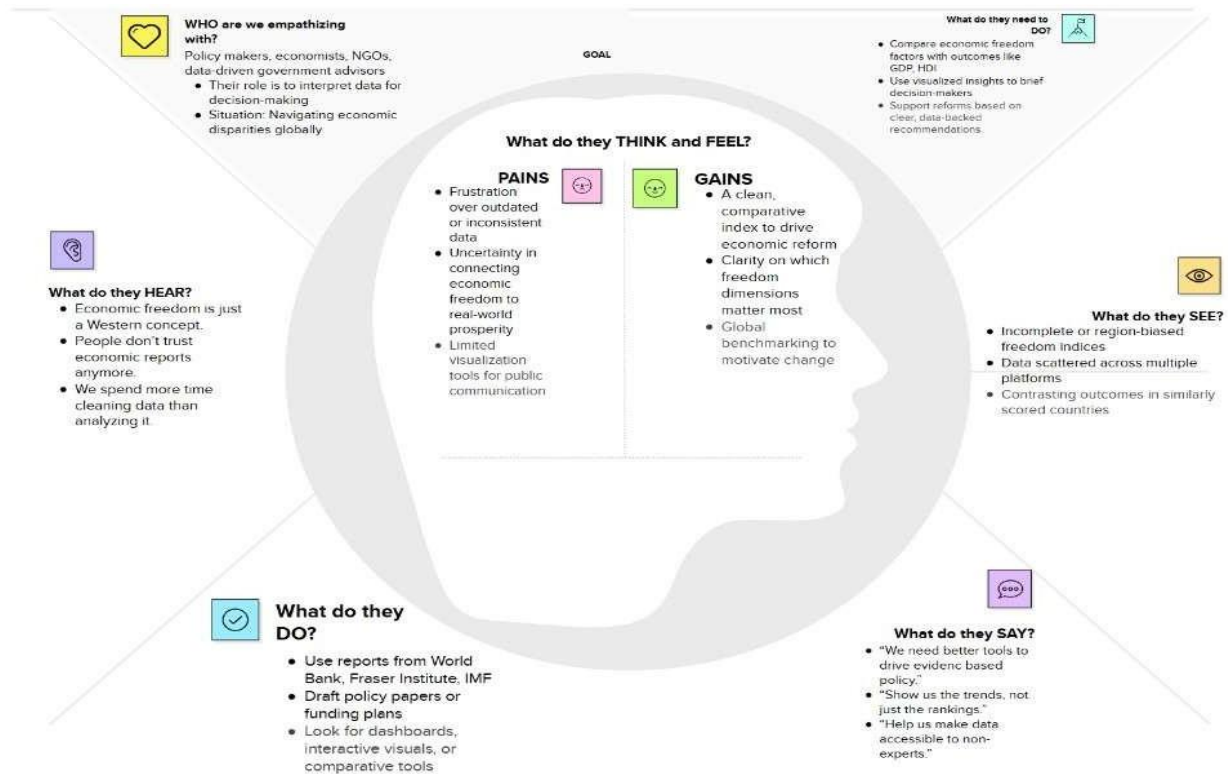 WHO are we empathizing
with?
Policy makers, economists, NGOs,
data-driven government advisors
● Their role is to interpret data for
decision-making
● Situation: Navigating economic
disparities globally
GOAL
What do they need to
DO?
● Compare economic freedom
factors with outcomes like
GDP, HDI
● Use visualized insights to brief
decision-makers
● Support reforms based on
clear, data-backed
recommendations
What do they THINK and FEEL?
PAINS
● Frustration
over outdated
or inconsistent
data
● Uncertainty in
connecting
economic
freedom to
real-world
prosperity
● Limited
visualization
tools for public
communication
GAINS
● A clean,
comparative
index to drive
economic reform
● Clarity on which
freedom
dimensions
matter most
● Global
benchmarking to
motivate change
What do they HEAR?
● Economic freedom is just
a Western concept.
● People don't trust
economic reports
anymore.
● We spend more time
cleaning data than
analyzing it.
What do they SEE?
● Incomplete or region-biased
freedom indices
● Data scattered across multiple
platforms
● Contrasting outcomes in similarly
scored countries
What do they
DO?
● Use reports from World
Bank, Fraser Institute, IMF
● Draft policy papers or
funding plans
● Look for dashboards,
interactive visuals, or
comparative tools
What do they SAY?
● "We need better tools to
drive evidenc based
policy."
● "Show us the trends, not
just the rankings."
● "Help us make data
accessible to non-
experts."